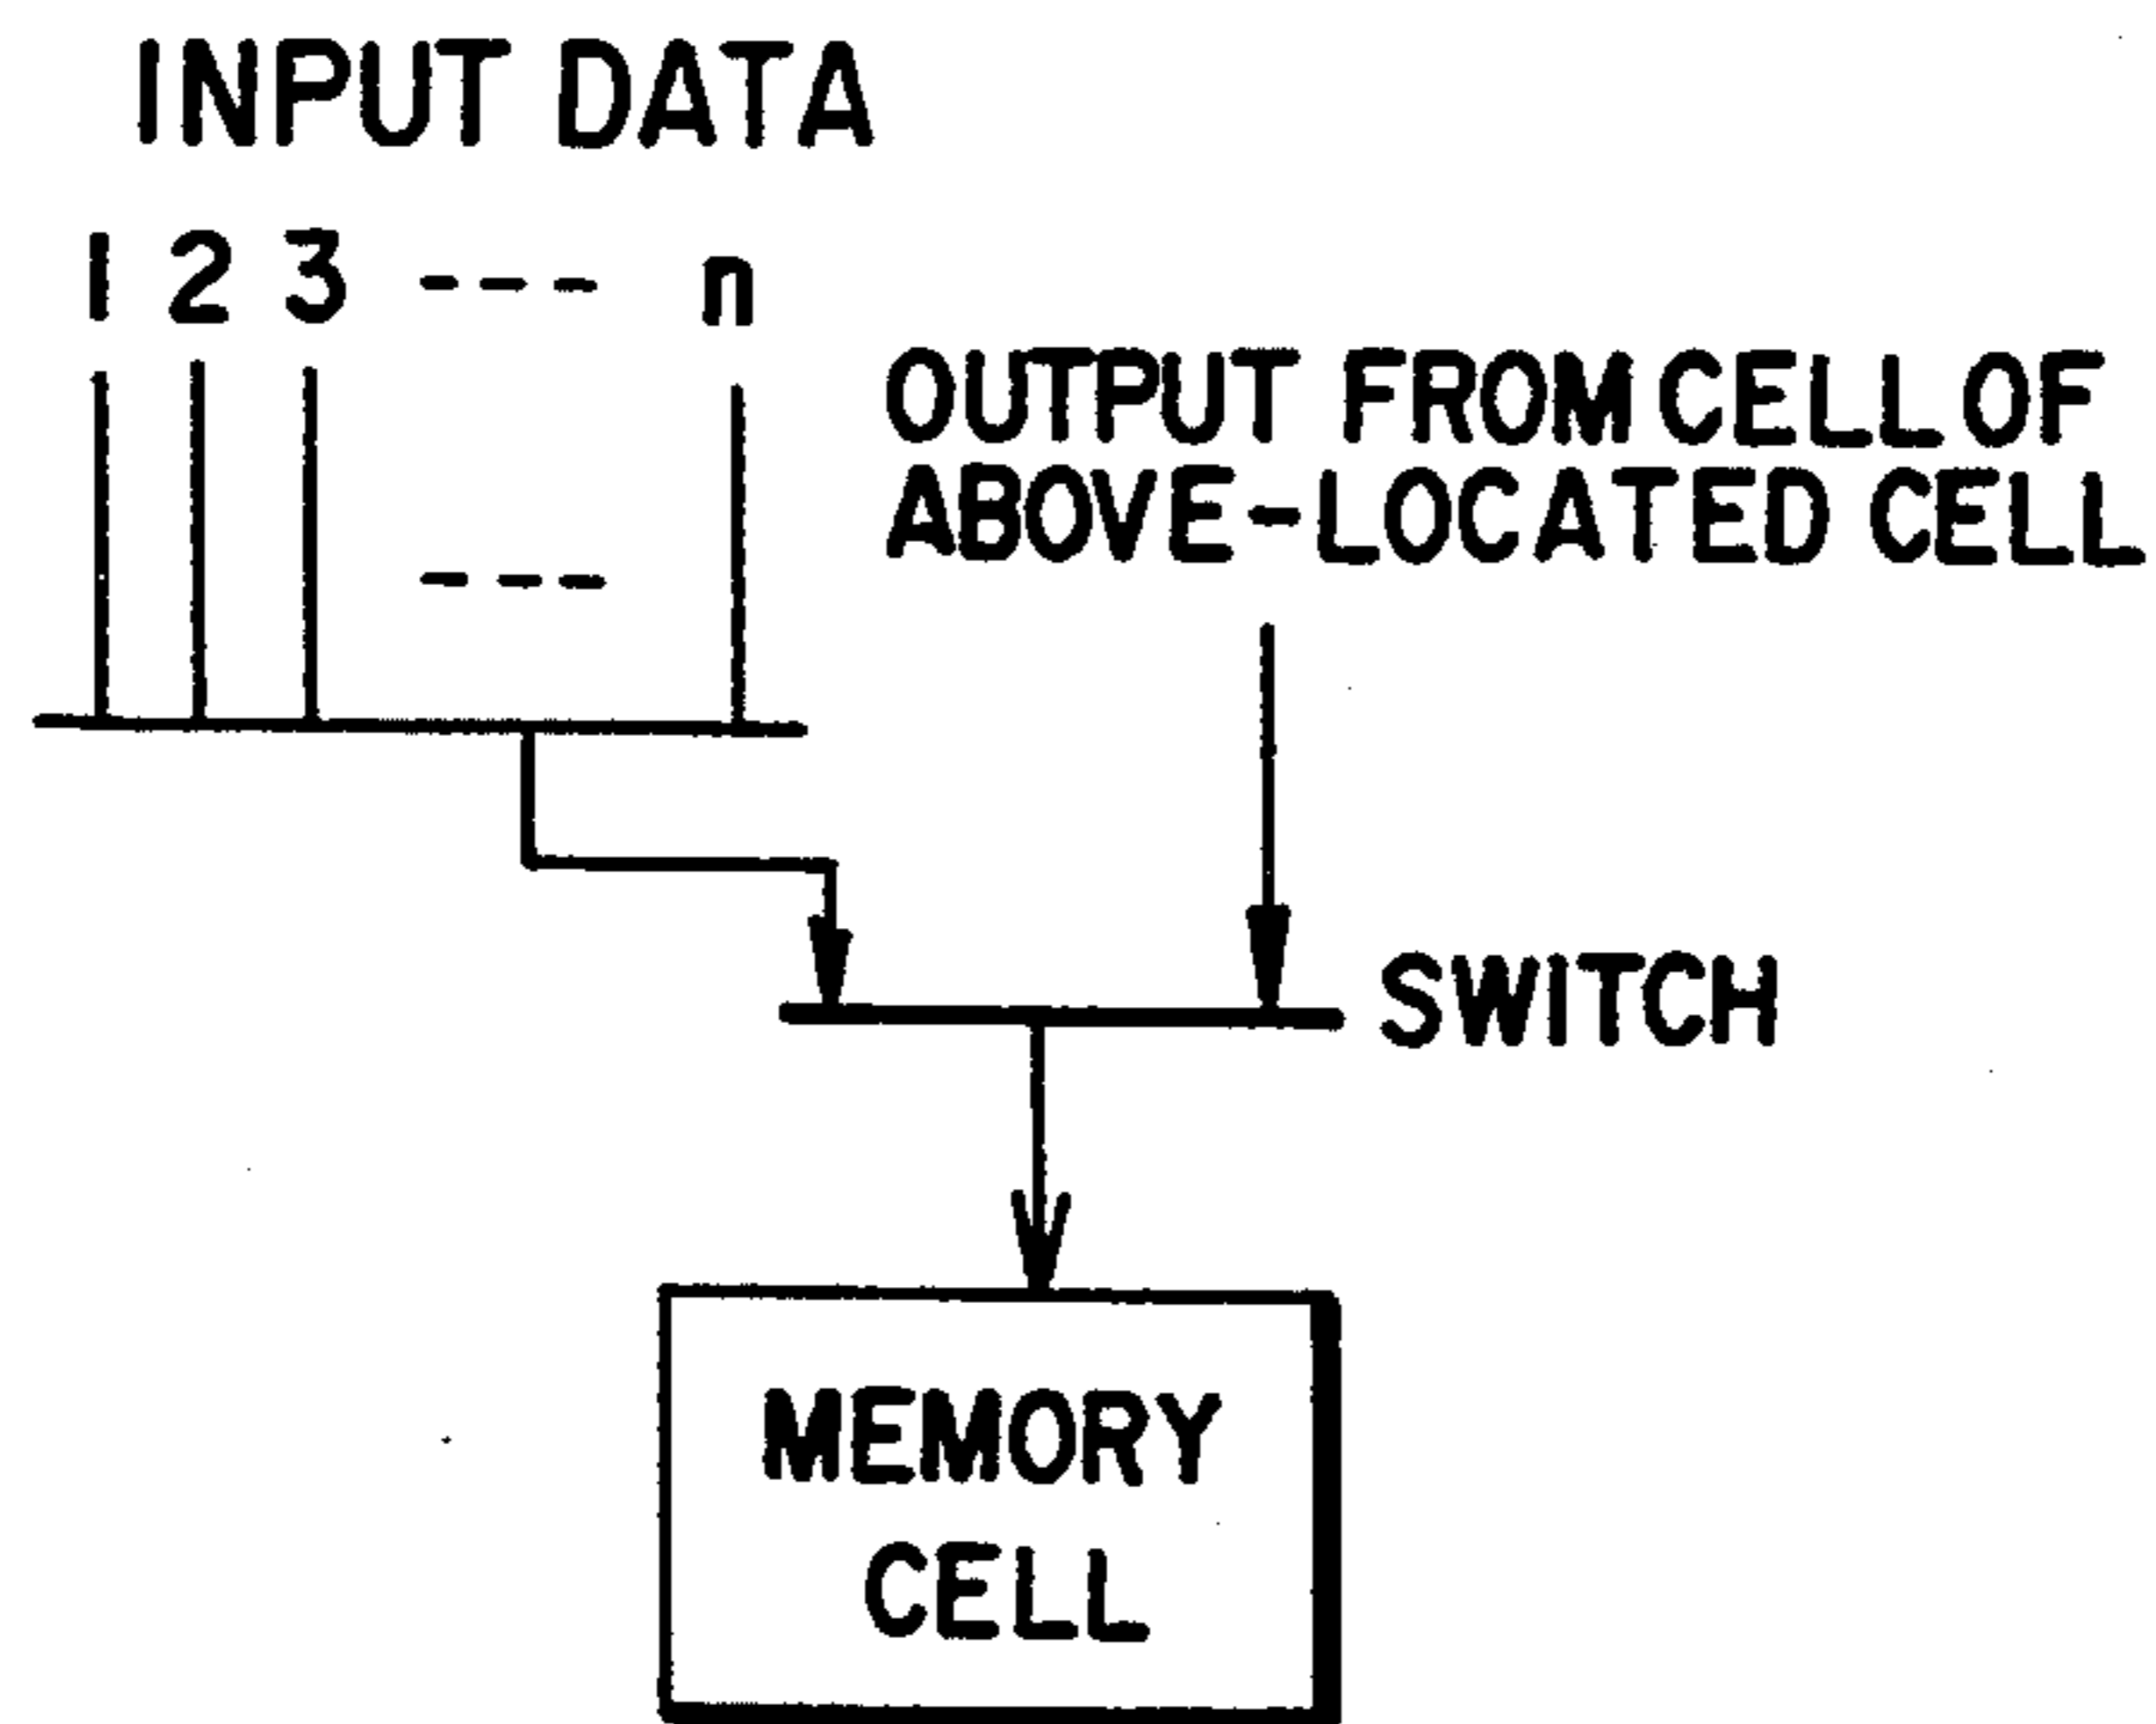 INPUT DATA
1 2 3 --- n
OUTPUT FROM CELL OF
ABOVE-LOCATED CELL
---
SWITCH
MEMORY
CELL